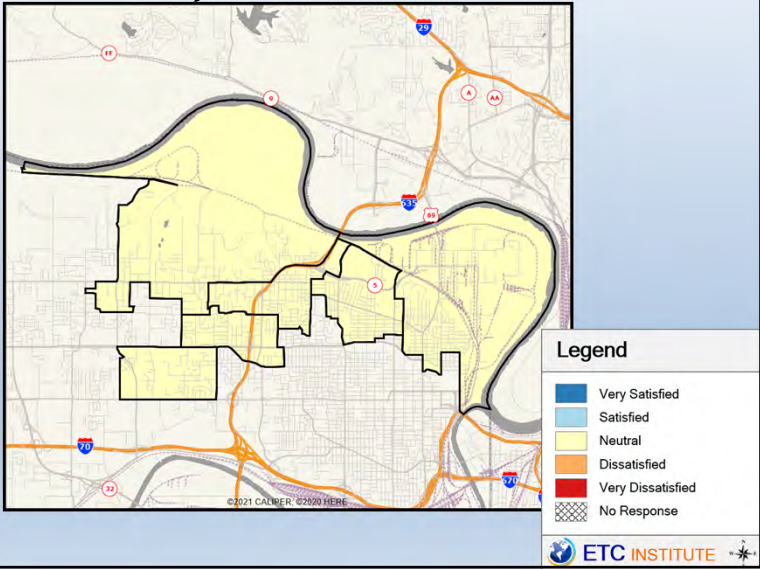 29
FF
9
A
AA
635
69
5
70
32
670
©2021 CALIPER; ©2020 HERE
Legend
Very Satisfied
Satisfied
Neutral
Dissatisfied
Very Dissatisfied
No Response
ETC INSTITUTE